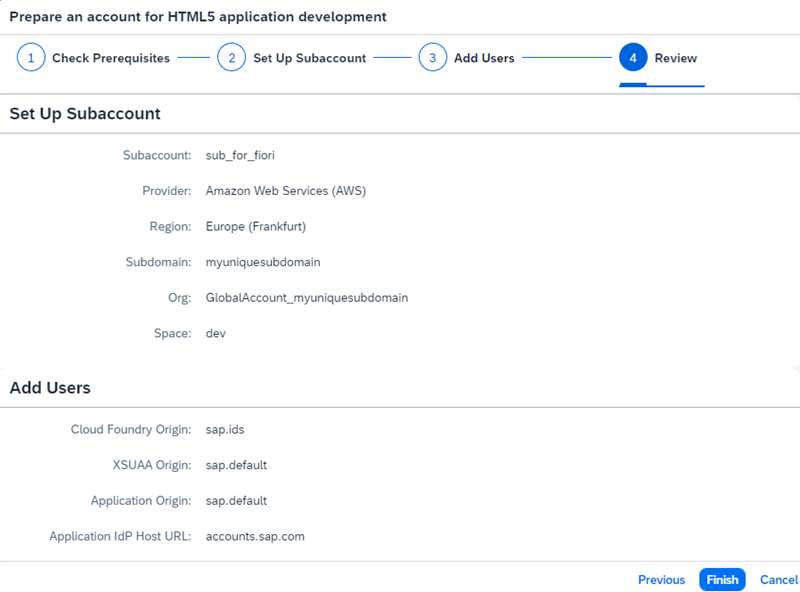 Prepare an account for HTML5 application development
1 Check Prerequisites 2 Set Up Subaccount 3 Add Users 4 Review
Set Up Subaccount
Subaccount: sub_for_fiori
Provider: Amazon Web Services (AWS)
Region: Europe (Frankfurt)
Subdomain: myuniquesubdomain
Org: GlobalAccount_myuniquesubdomain
Space: dev
Add Users
Cloud Foundry Origin: sap.ids
XSUAA Origin: sap.default
Application Origin: sap.default
Application IdP Host URL: accounts.sap.com
Previous Finish Cancel